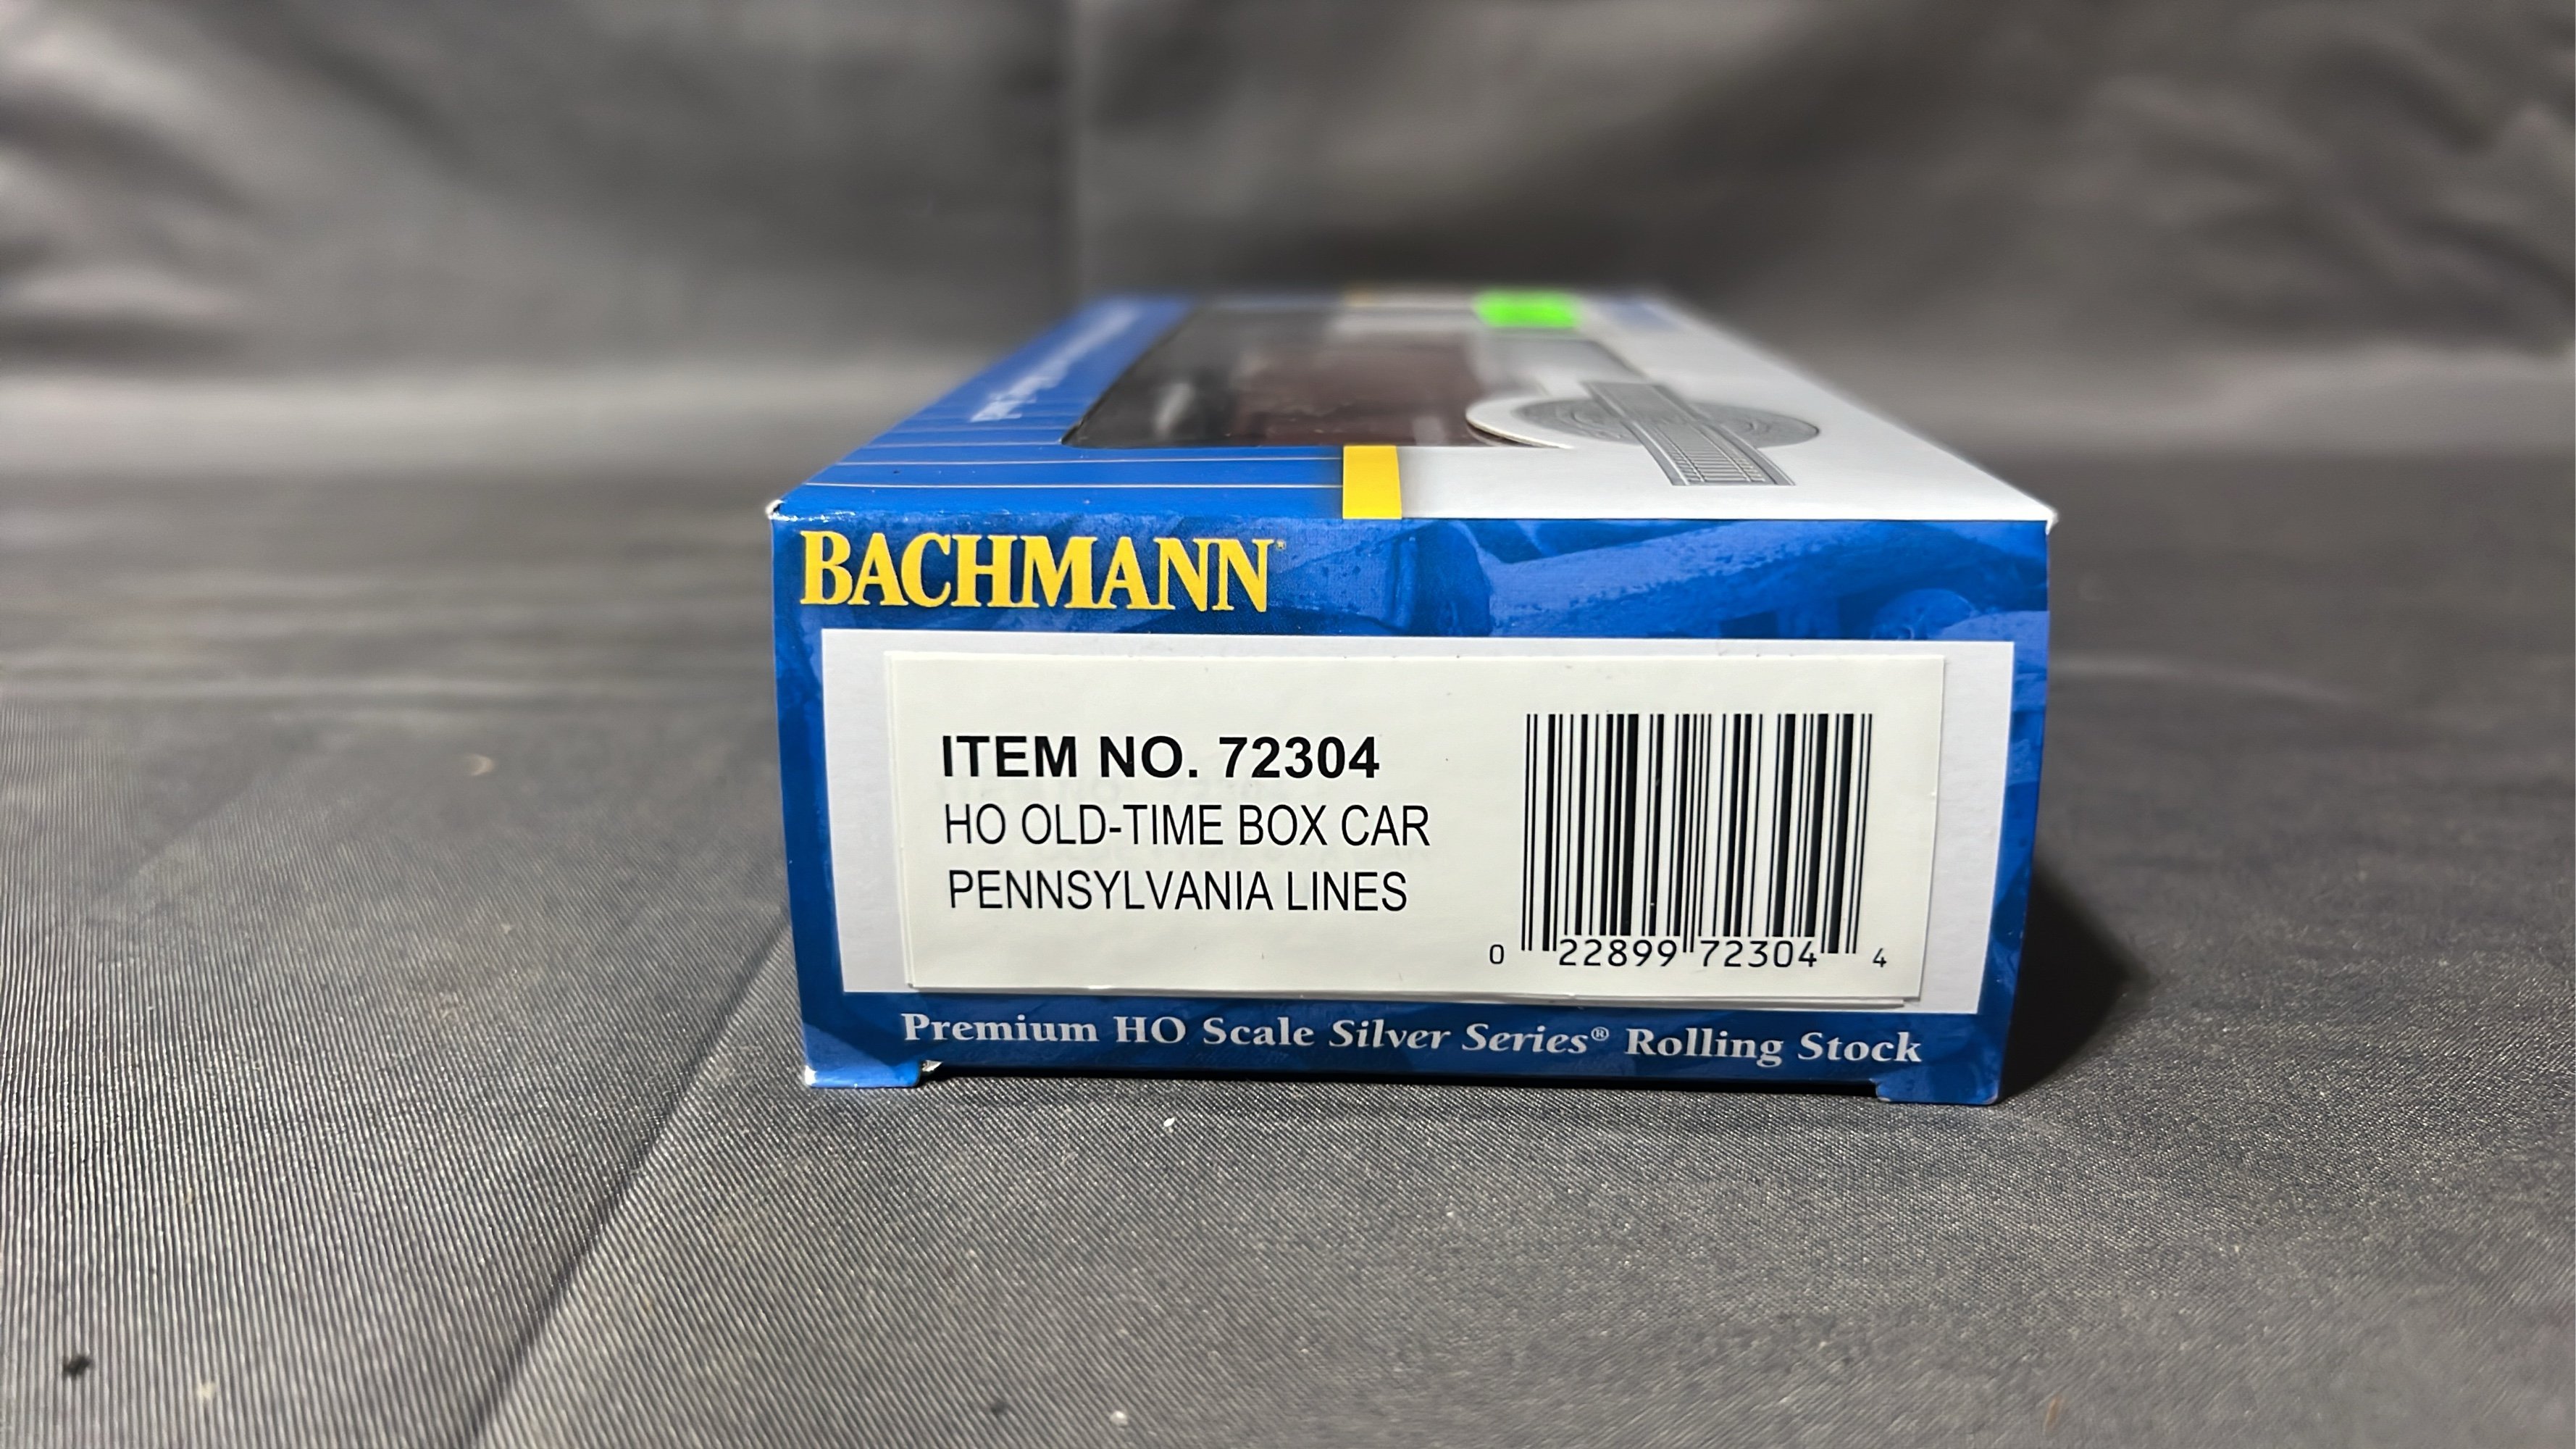 BACHMANN
ITEM NO. 72304
HO OLD-TIME BOX CAR
PENNSYLVANIA LINES
0 22899 72304 4
Premium HO Scale Silver Series® Rolling Stock